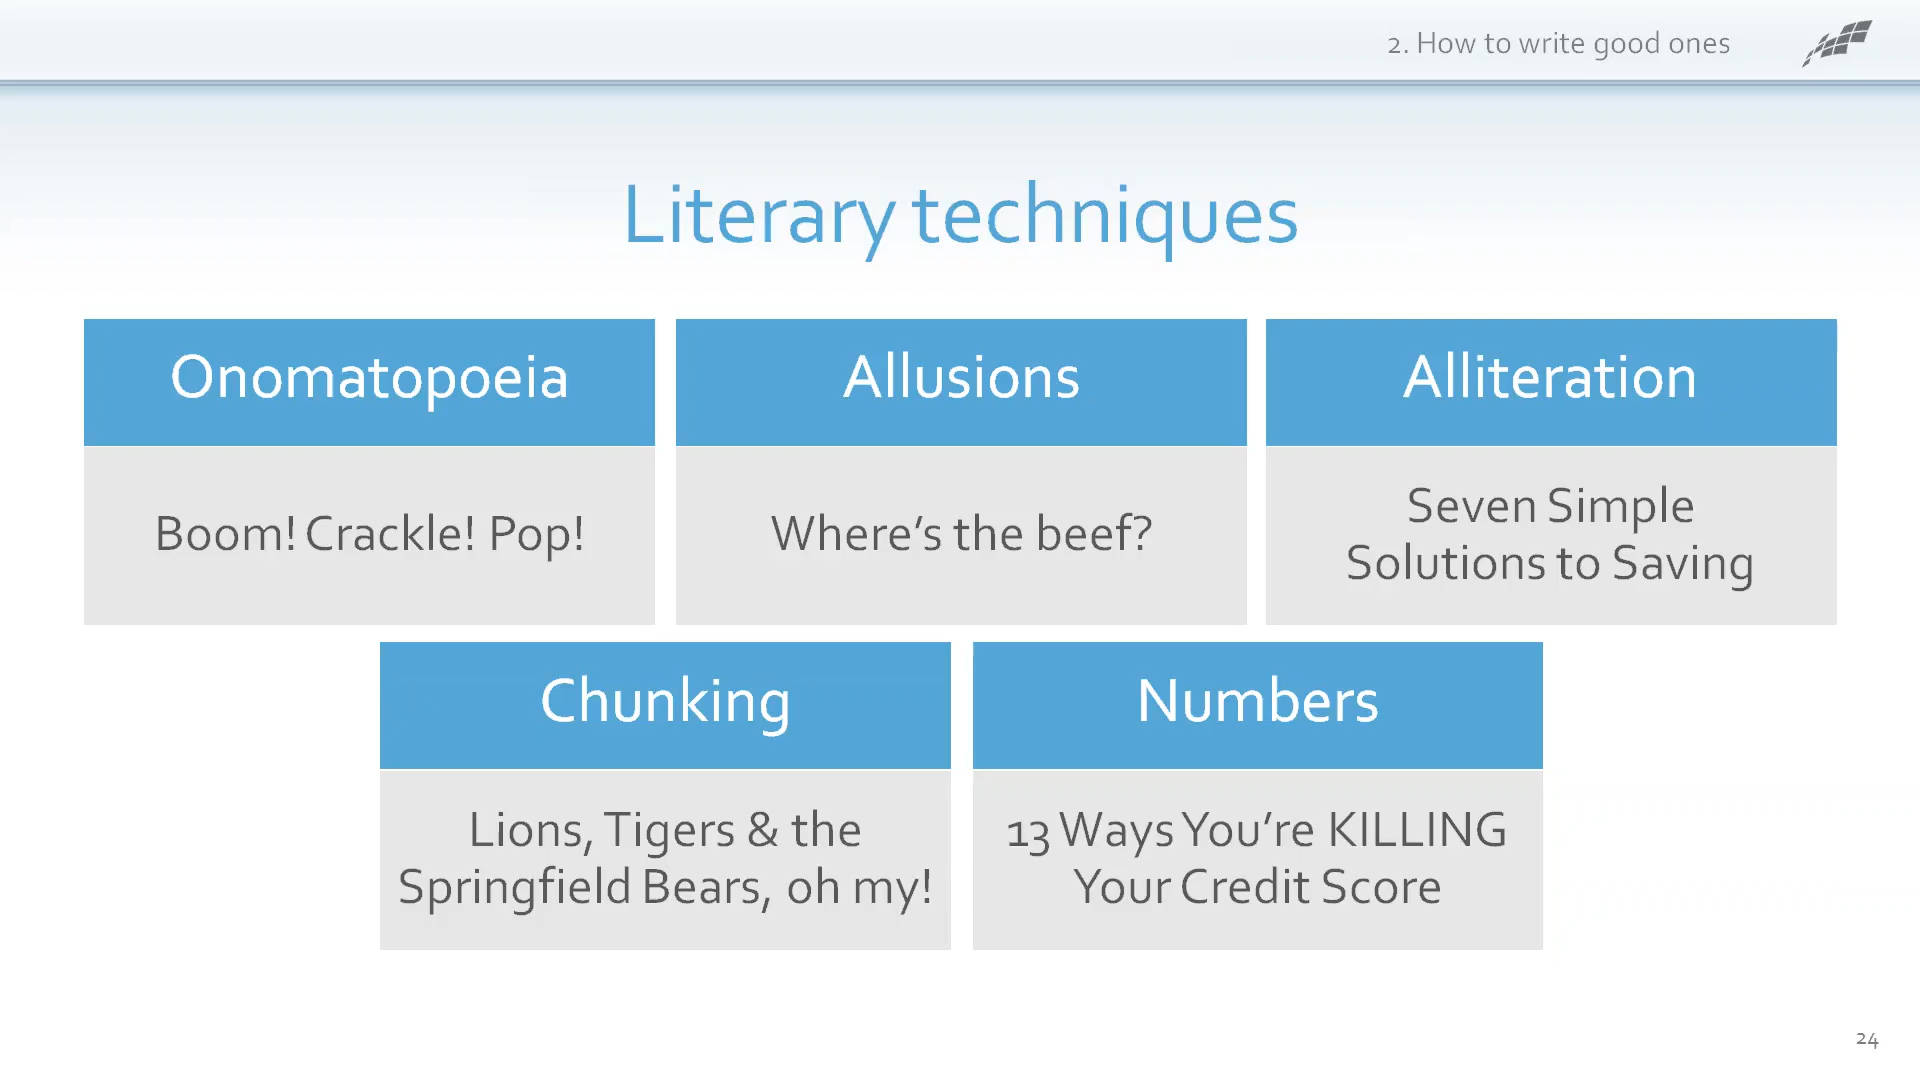 2. How to write good ones
Literary techniques
Onomatopoeia
Boom! Crackle! Pop!
Allusions
Where’s the beef?
Alliteration
Seven Simple
Solutions to Saving
Chunking
Lions, Tigers & the
Springfield Bears, oh my!
Numbers
13 Ways You’re KILLING
Your Credit Score
24